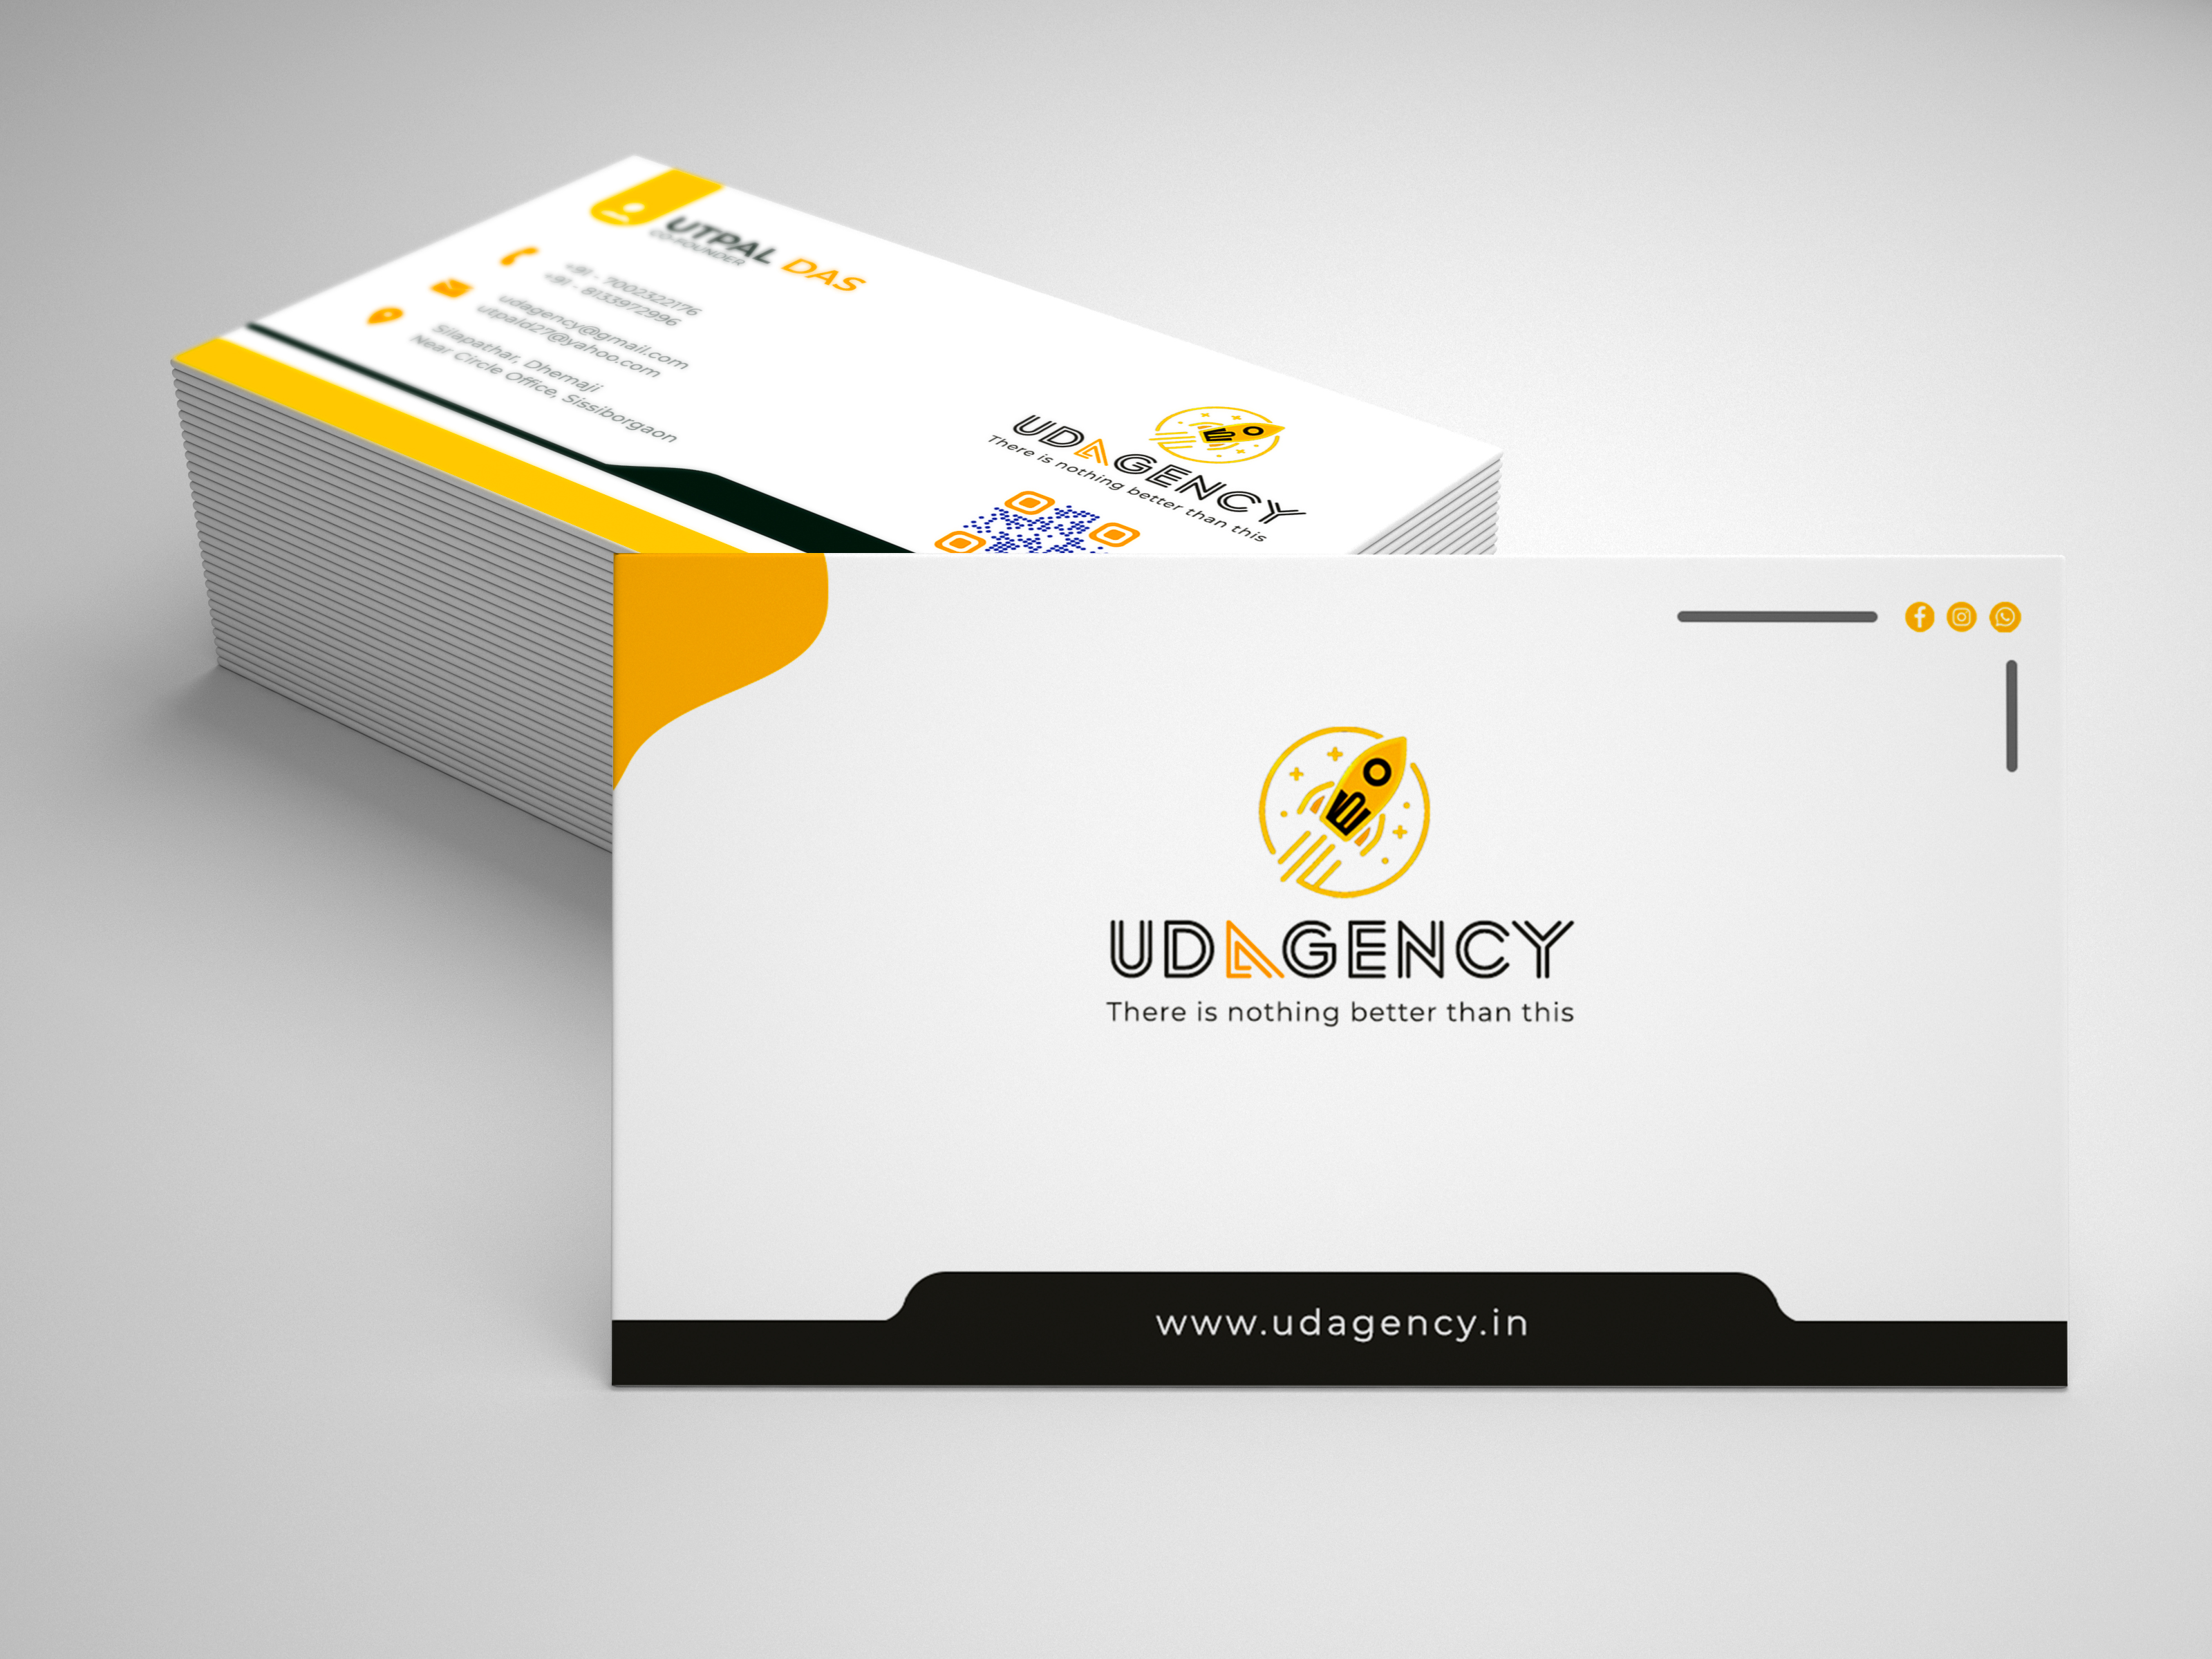 UTPAL DAS
CO-FOUNDER
+91 - 7002322176
+91 - 8133972996
udagency@gmail.com
utpald27@yahoo.com
Silapathar, Dhemaji
Near Circle Office, Sissiborgaon
UDAGENCY
There is nothing better than this
UDAGENCY
There is nothing better than this
www.udagency.in